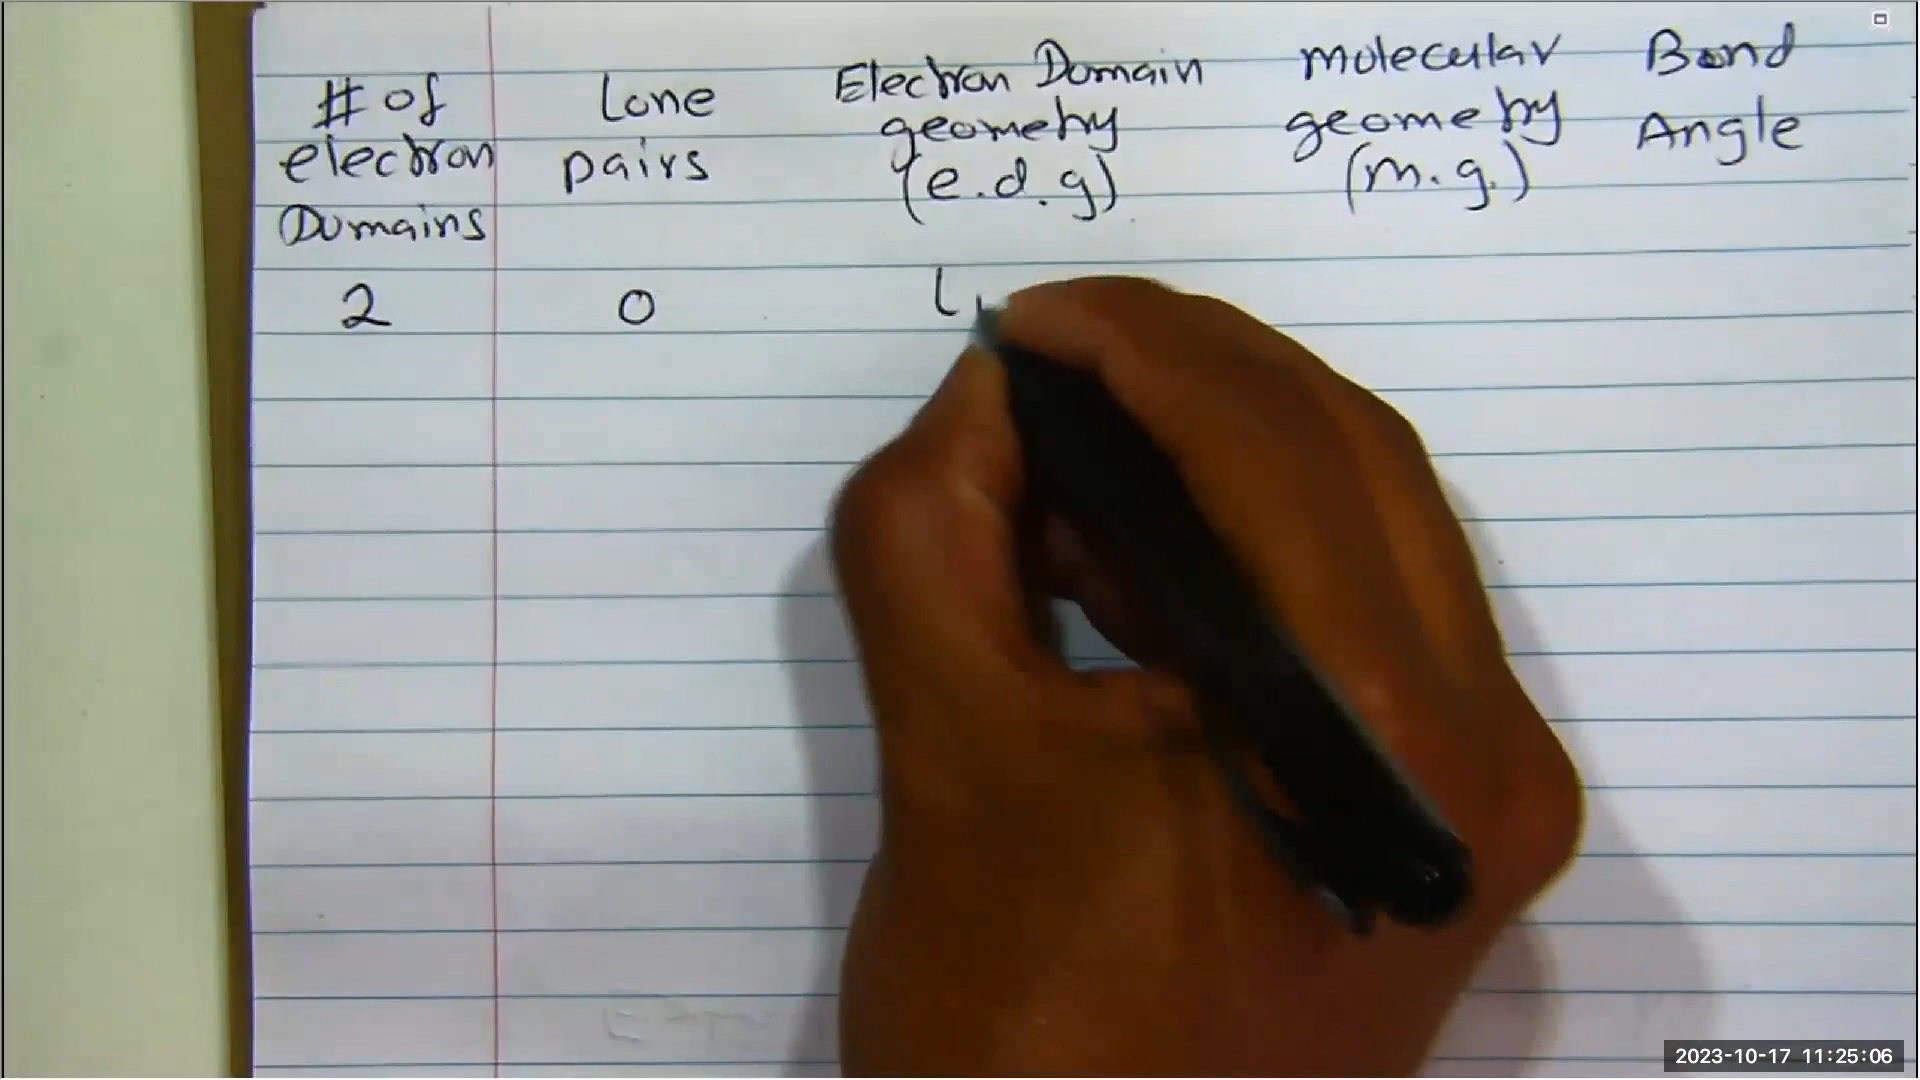 # of electron Domains
Lone pairs
Electron Domain geometry (e.d.g)
molecular geometry (m.g.)
Bond Angle
2 0 Li
2023-10-17 11:25:06